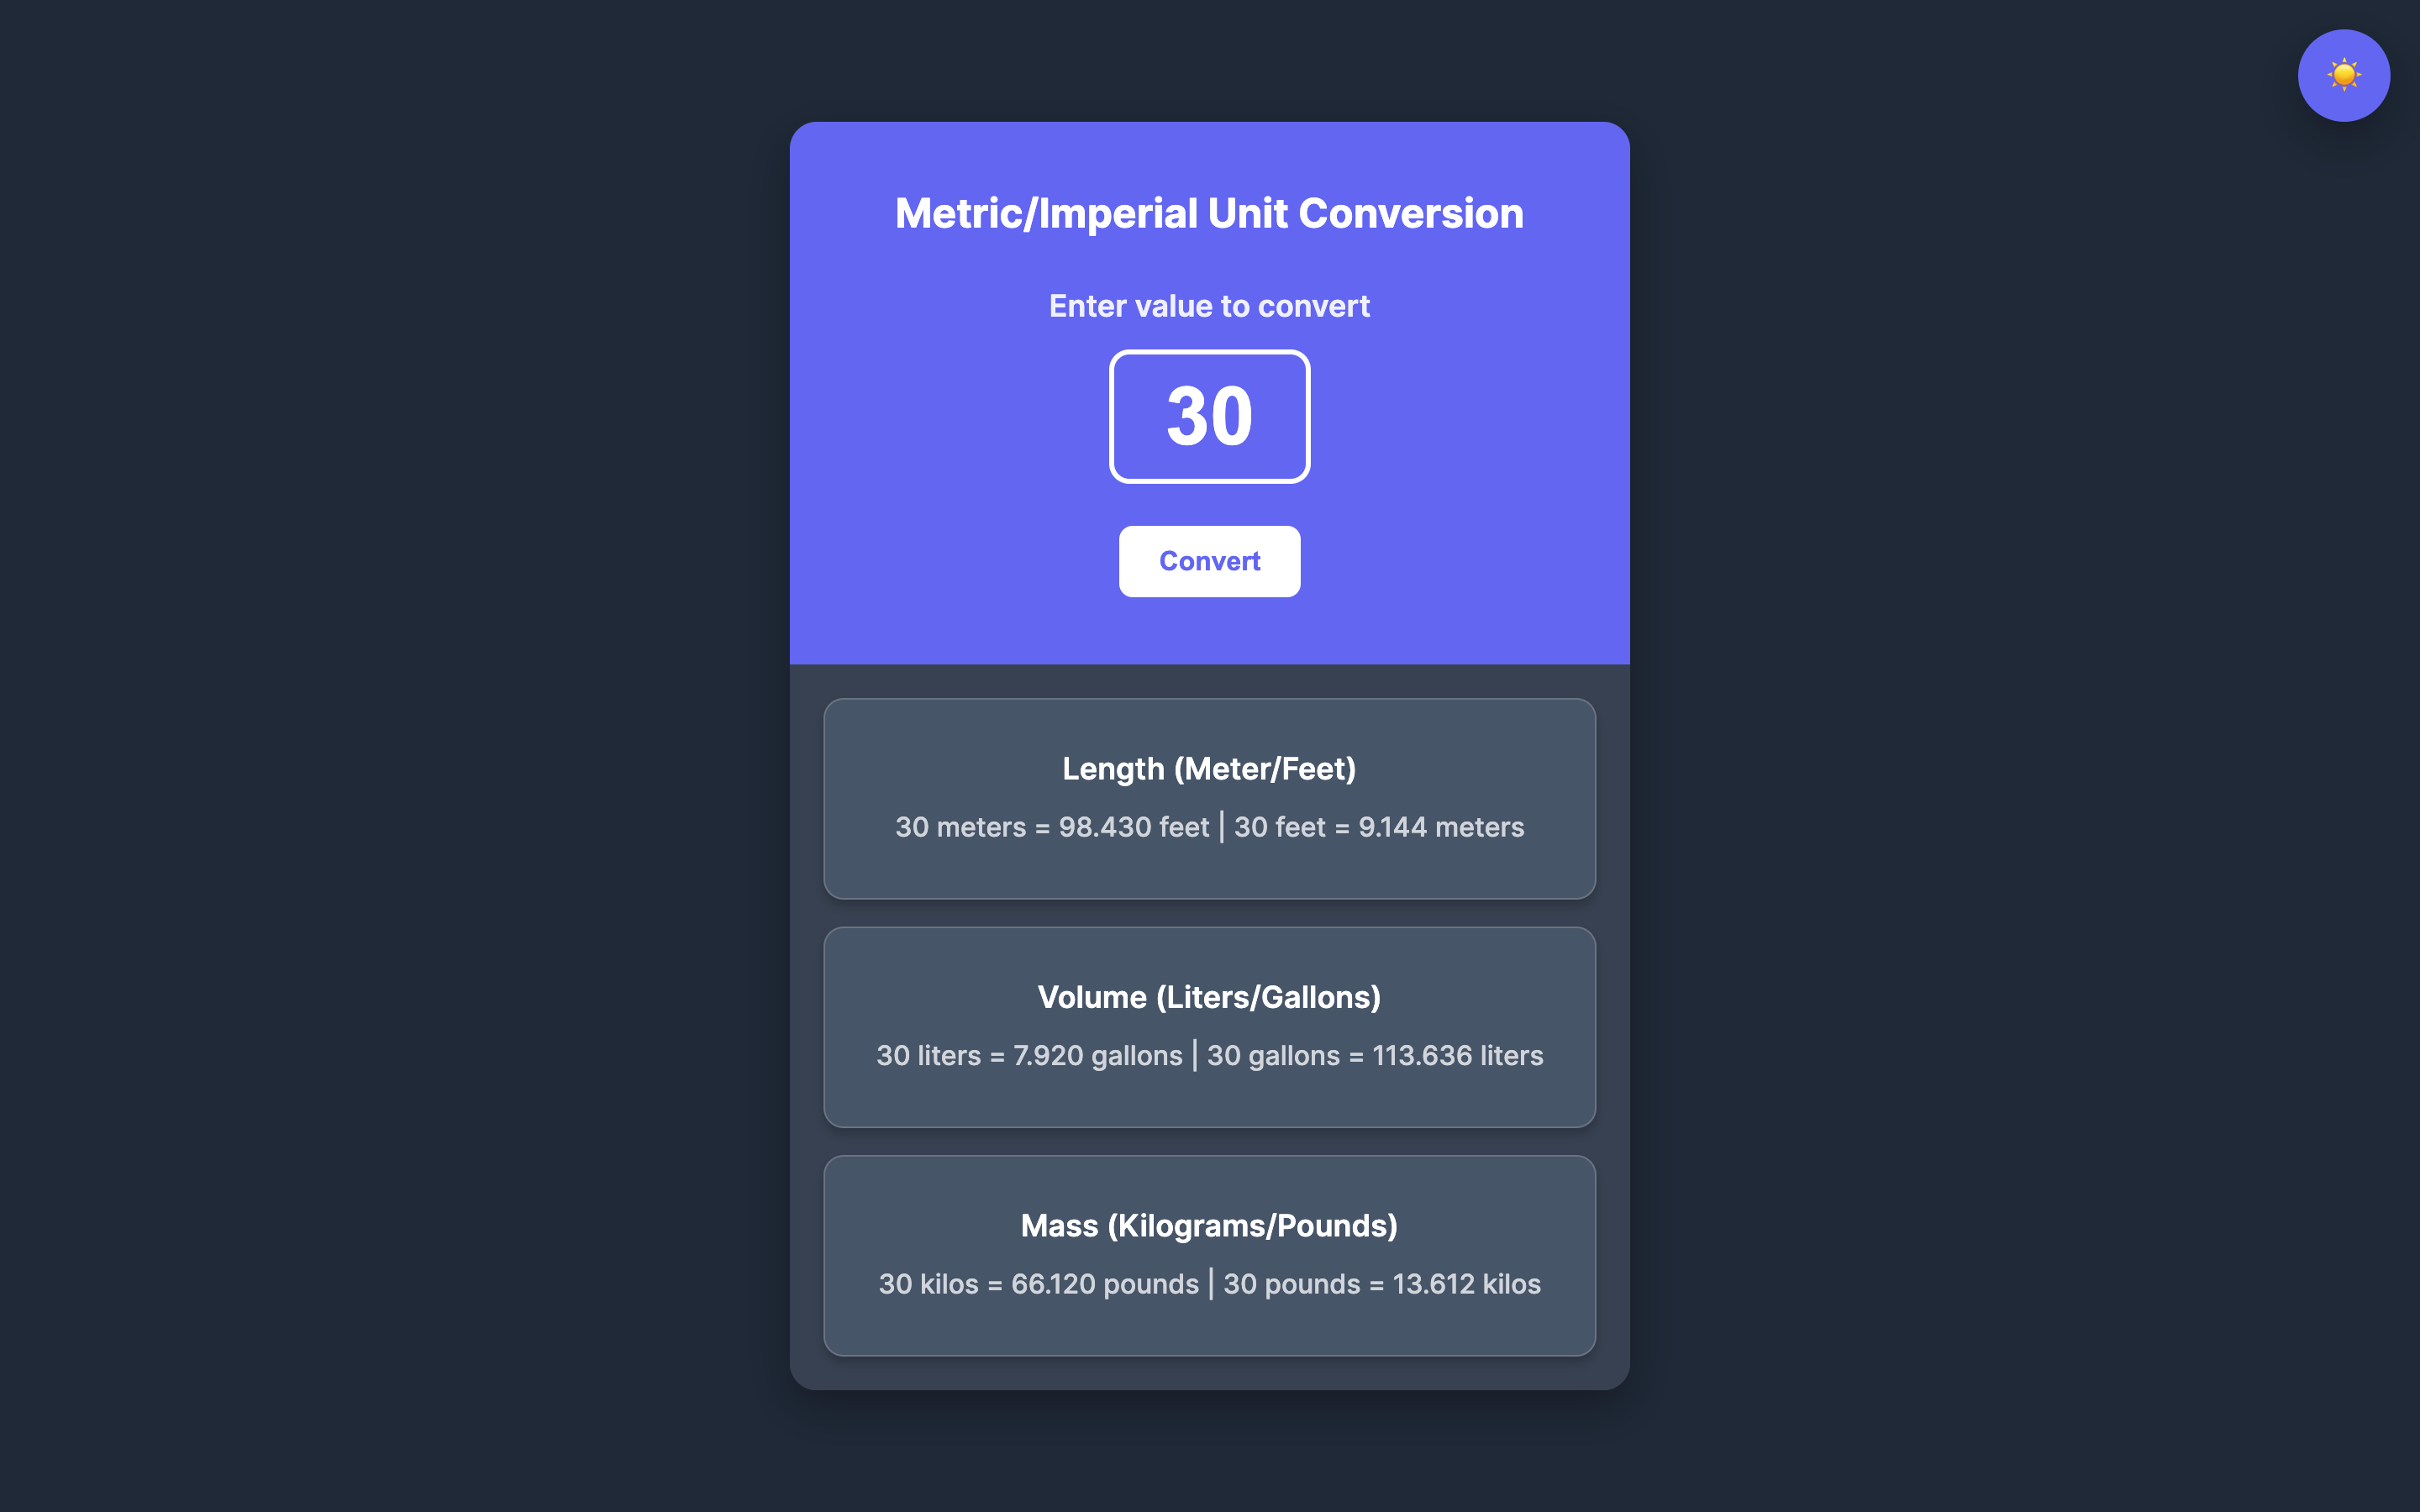 Metric/Imperial Unit Conversion
Enter value to convert
30
Convert
Length (Meter/Feet)
30 meters = 98.430 feet | 30 feet = 9.144 meters
Volume (Liters/Gallons)
30 liters = 7.920 gallons | 30 gallons = 113.636 liters
Mass (Kilograms/Pounds)
30 kilos = 66.120 pounds | 30 pounds = 13.612 kilos